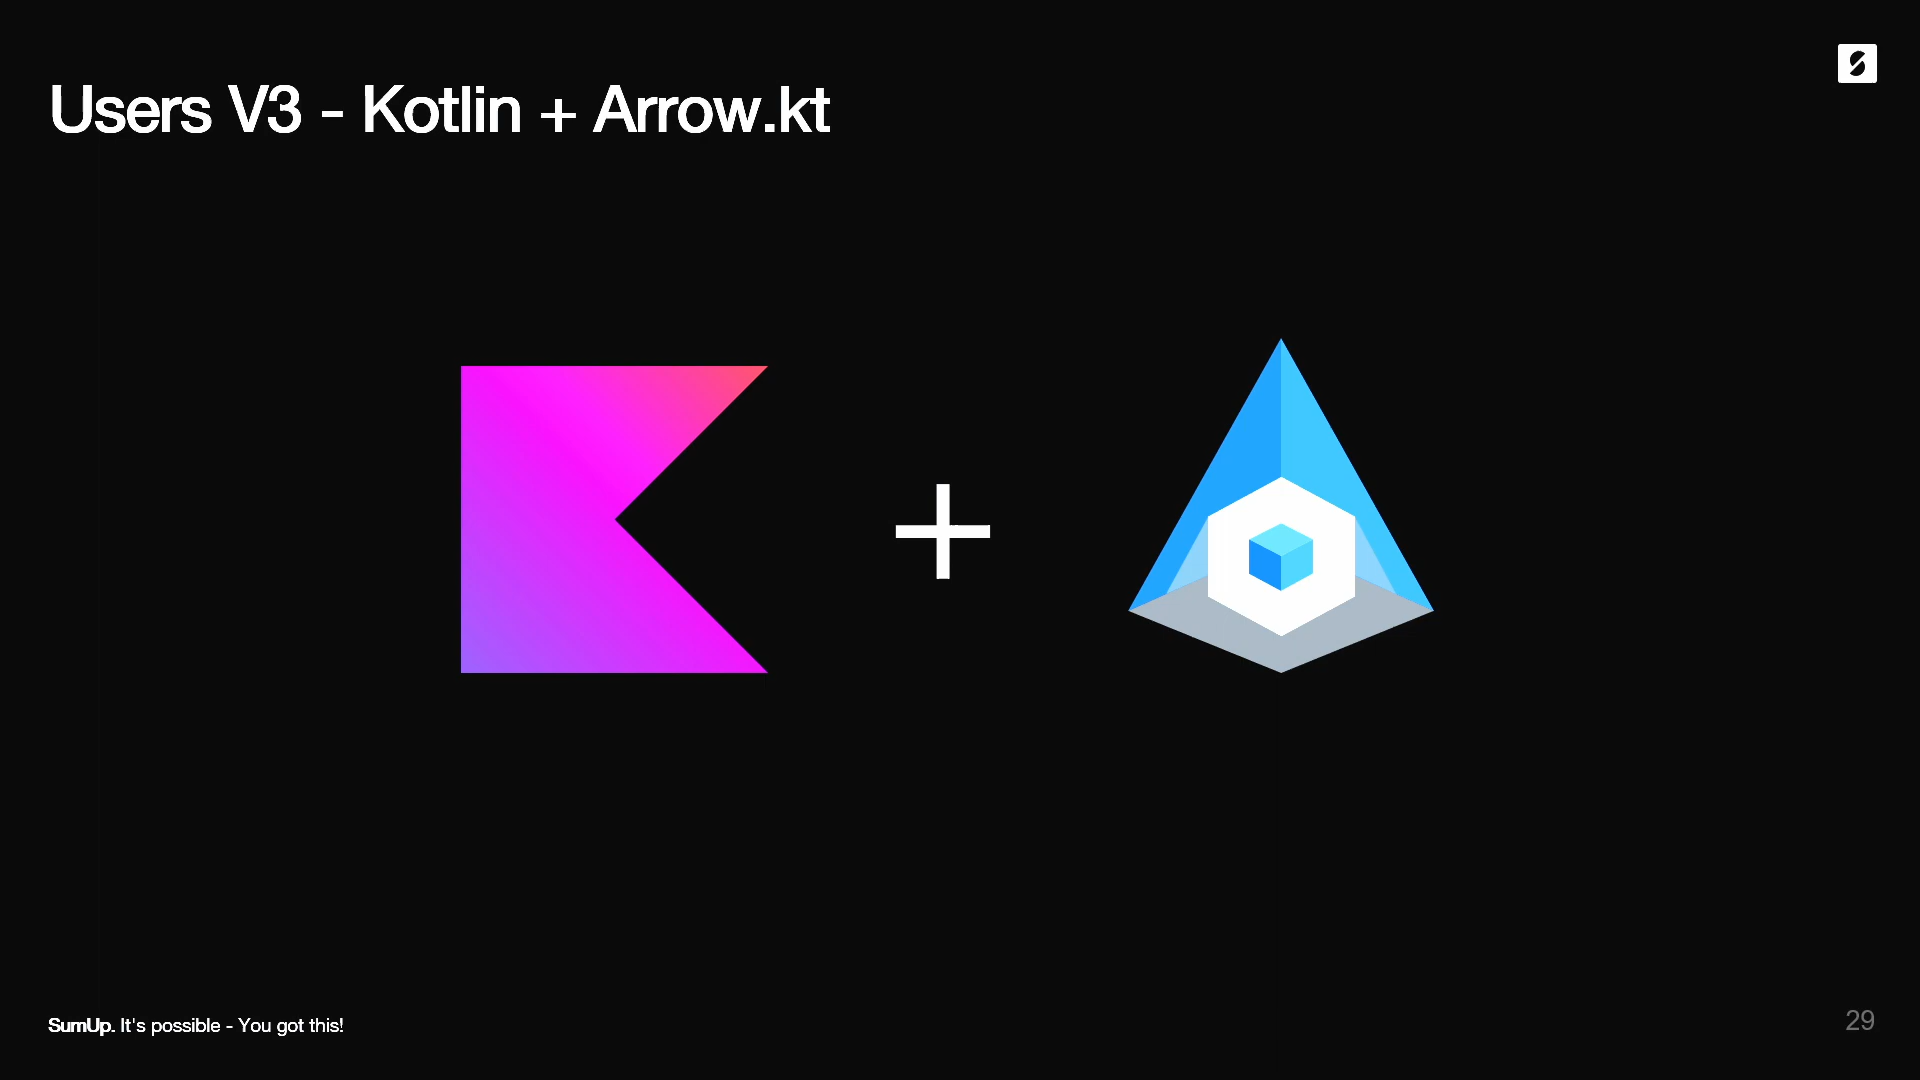 Users V3 - Kotlin + Arrow.kt
+
SumUp. It's possible - You got this!
29